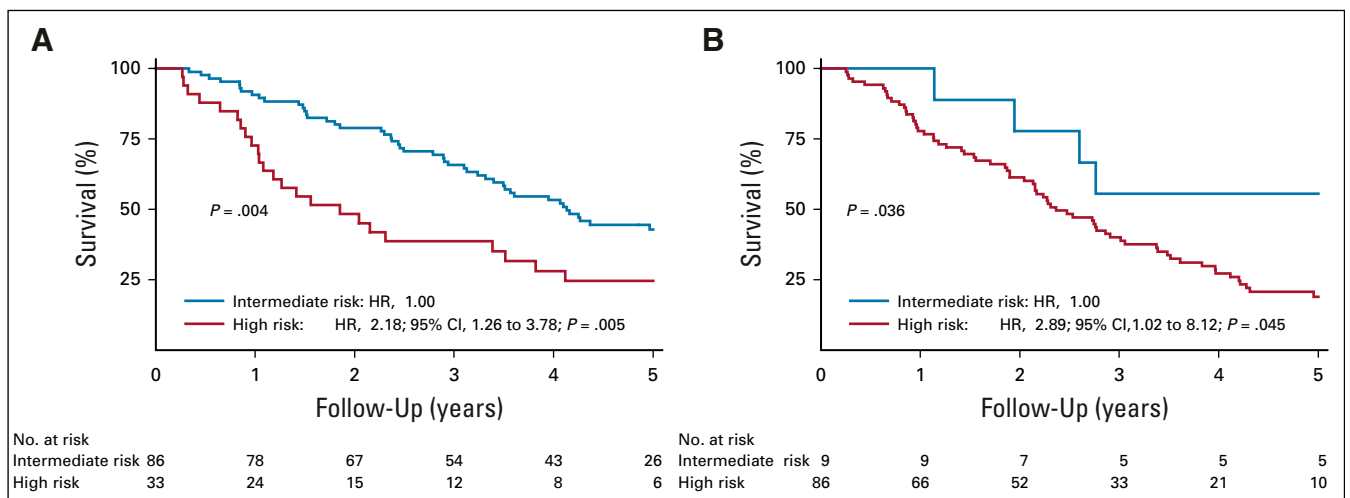 A
100
75
50
25
Survival (%)
P = .004
Intermediate risk: HR, 1.00
High risk: HR, 2.18; 95% CI, 1.26 to 3.78; P = .005
0 1 2 3 4 5
Follow-Up (years)
No. at risk
Intermediate risk 86 78 67 54 43 26
High risk 33 24 15 12 8 6
B
100
75
50
25
Survival (%)
P = .036
Intermediate risk: HR, 1.00
High risk: HR, 2.89; 95% CI,1.02 to 8.12; P = .045
0 1 2 3 4 5
Follow-Up (years)
No. at risk
Intermediate risk 9 9 7 5 5 5
High risk 86 66 52 33 21 10